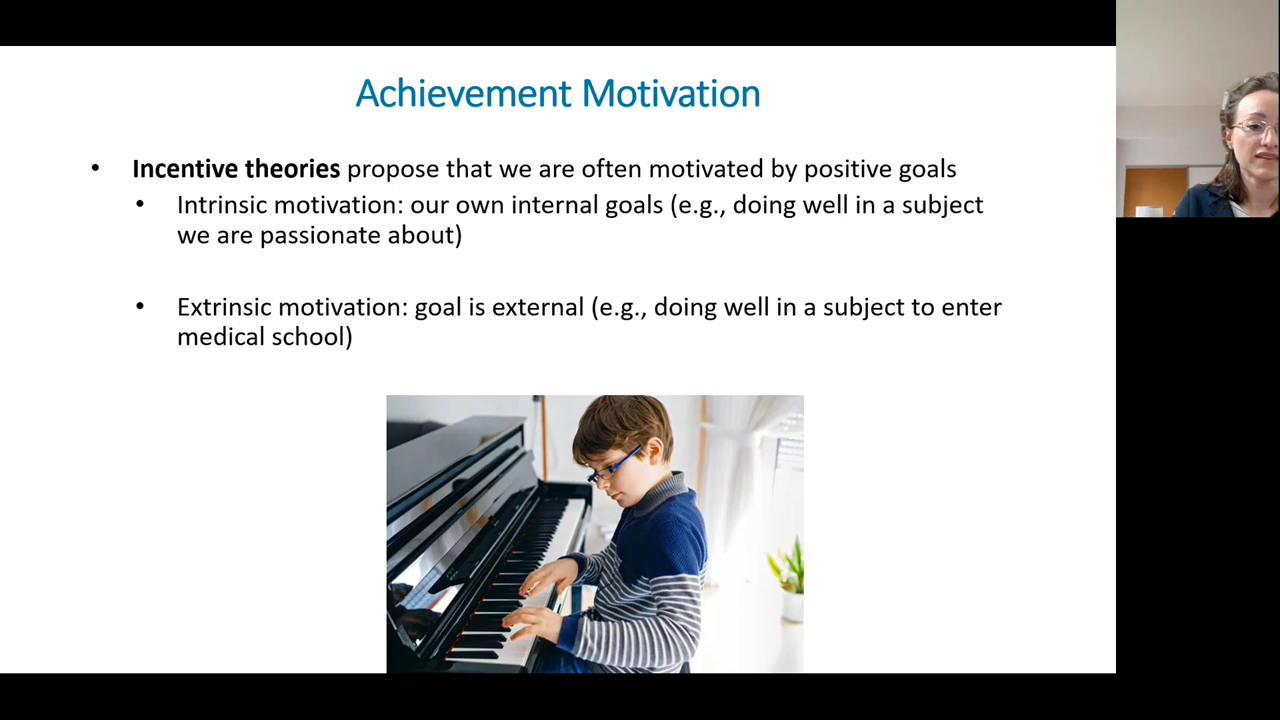 Achievement Motivation
• Incentive theories propose that we are often motivated by positive goals
• Intrinsic motivation: our own internal goals (e.g., doing well in a subject
we are passionate about)
• Extrinsic motivation: goal is external (e.g., doing well in a subject to enter
medical school)